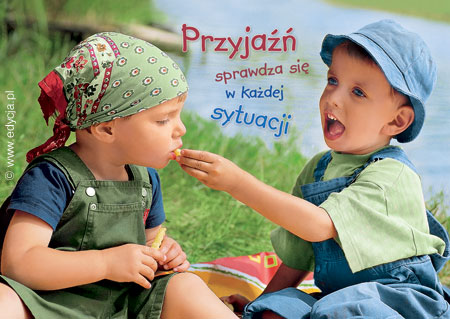 Przyjaźń
sprawdza się
w każdej
sytuacji
© www.edycja.pl